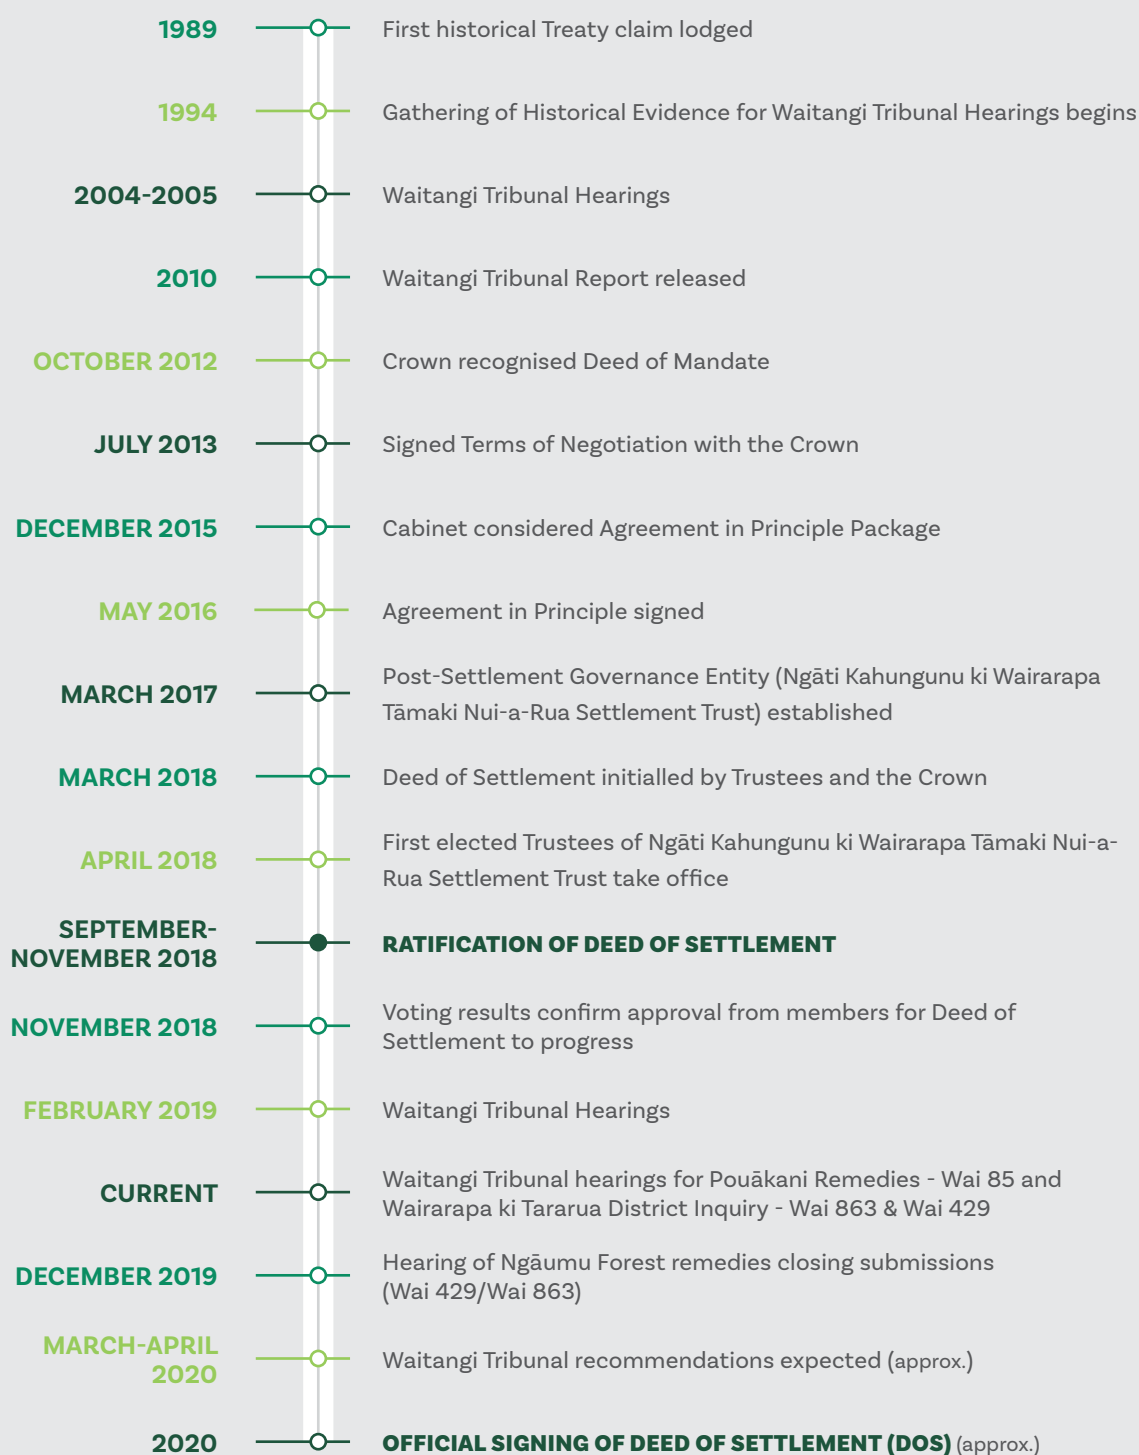 1989
First historical Treaty claim lodged
1994
Gathering of Historical Evidence for Waitangi Tribunal Hearings begins
2004-2005
Waitangi Tribunal Hearings
2010
Waitangi Tribunal Report released
OCTOBER 2012
Crown recognised Deed of Mandate
JULY 2013
Signed Terms of Negotiation with the Crown
DECEMBER 2015
Cabinet considered Agreement in Principle Package
MAY 2016
Agreement in Principle signed
MARCH 2017
Post-Settlement Governance Entity (Ngāti Kahungunu ki Wairarapa
Tāmaki Nui-a-Rua Settlement Trust) established
MARCH 2018
Deed of Settlement initialled by Trustees and the Crown
APRIL 2018
First elected Trustees of Ngāti Kahungunu ki Wairarapa Tāmaki Nui-a-
Rua Settlement Trust take office
SEPTEMBER-
NOVEMBER 2018
RATIFICATION OF DEED OF SETTLEMENT
NOVEMBER 2018
Voting results confirm approval from members for Deed of
Settlement to progress
FEBRUARY 2019
Waitangi Tribunal Hearings
CURRENT
Waitangi Tribunal hearings for Pouākani Remedies - Wai 85 and
Wairarapa ki Tararua District Inquiry - Wai 863 & Wai 429
DECEMBER 2019
Hearing of Ngāumu Forest remedies closing submissions
(Wai 429/Wai 863)
MARCH-APRIL
2020
Waitangi Tribunal recommendations expected (approx.)
2020
OFFICIAL SIGNING OF DEED OF SETTLEMENT (DOS) (approx.)